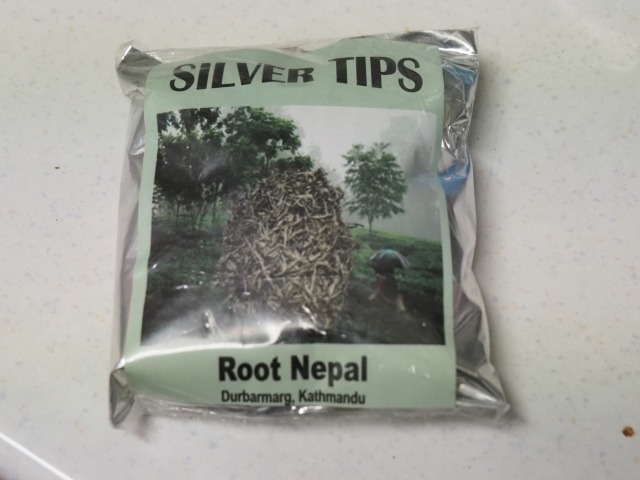 SiLVER TIPS
Root Nepal
Durbarmarg, Kathmandu